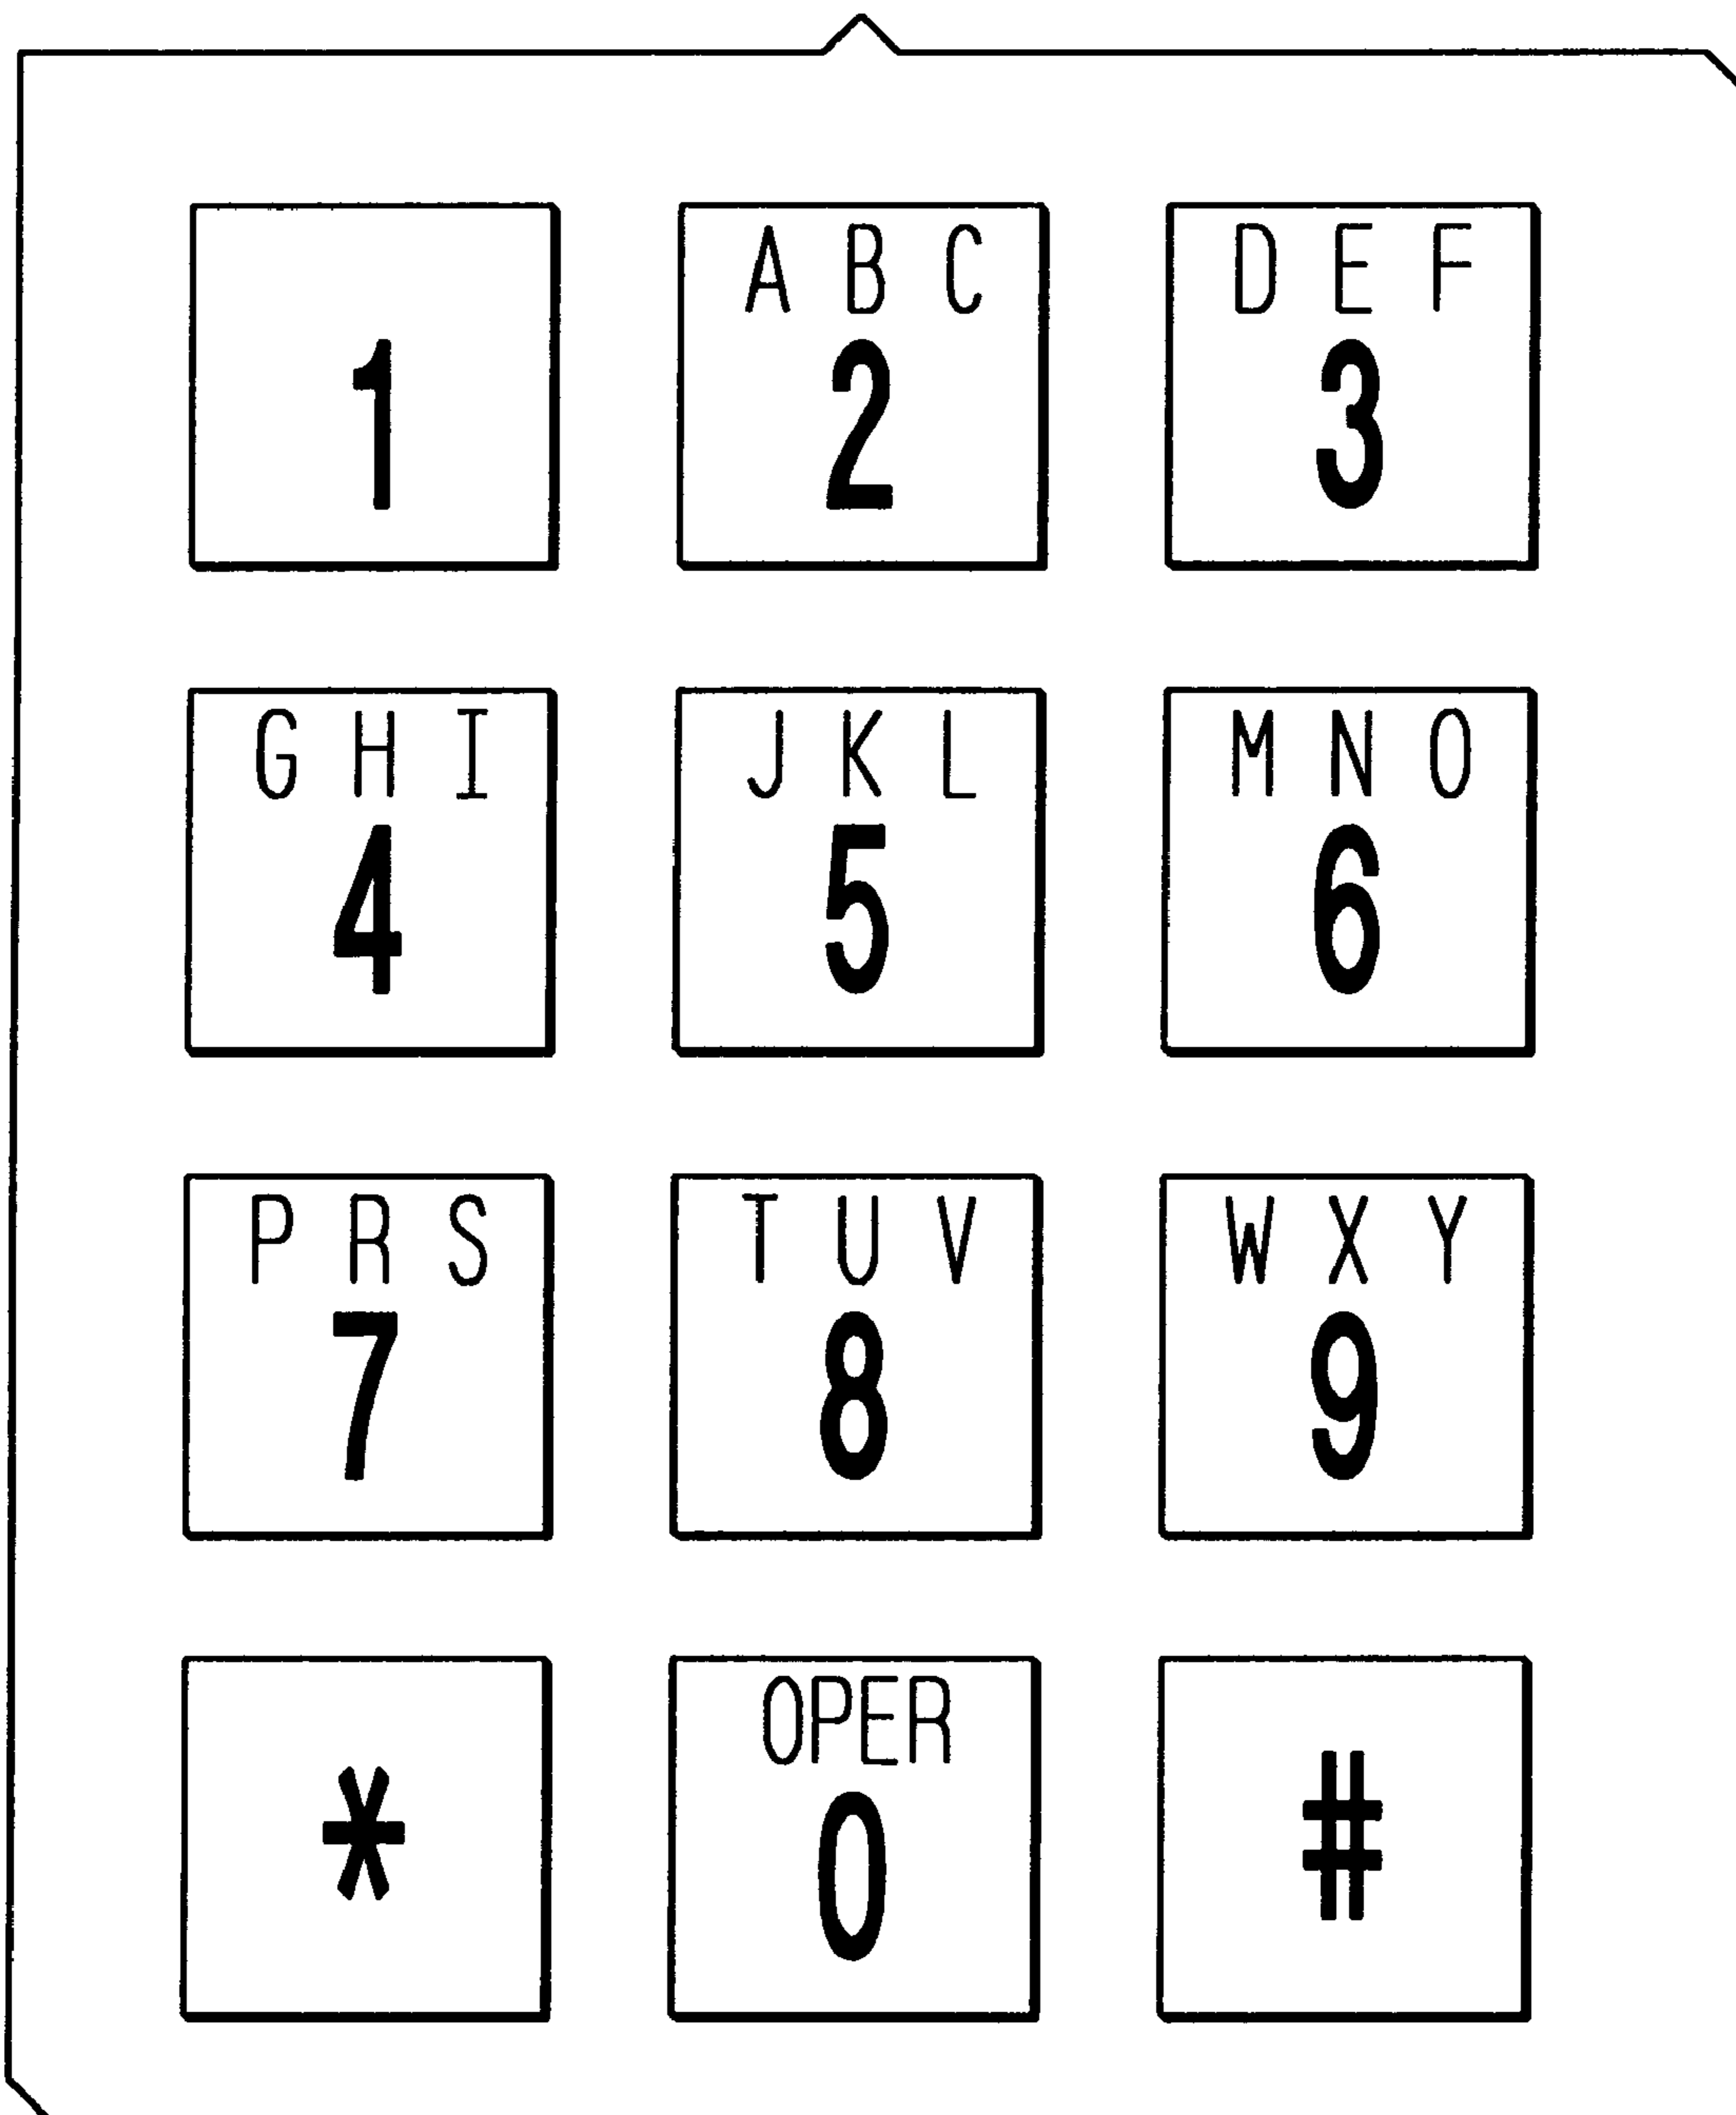 1
A B C
2
D E F
3
G H I
4
J K L
5
M N O
6
P R S
7
T U V
8
W X Y
9
*
OPER
0
#